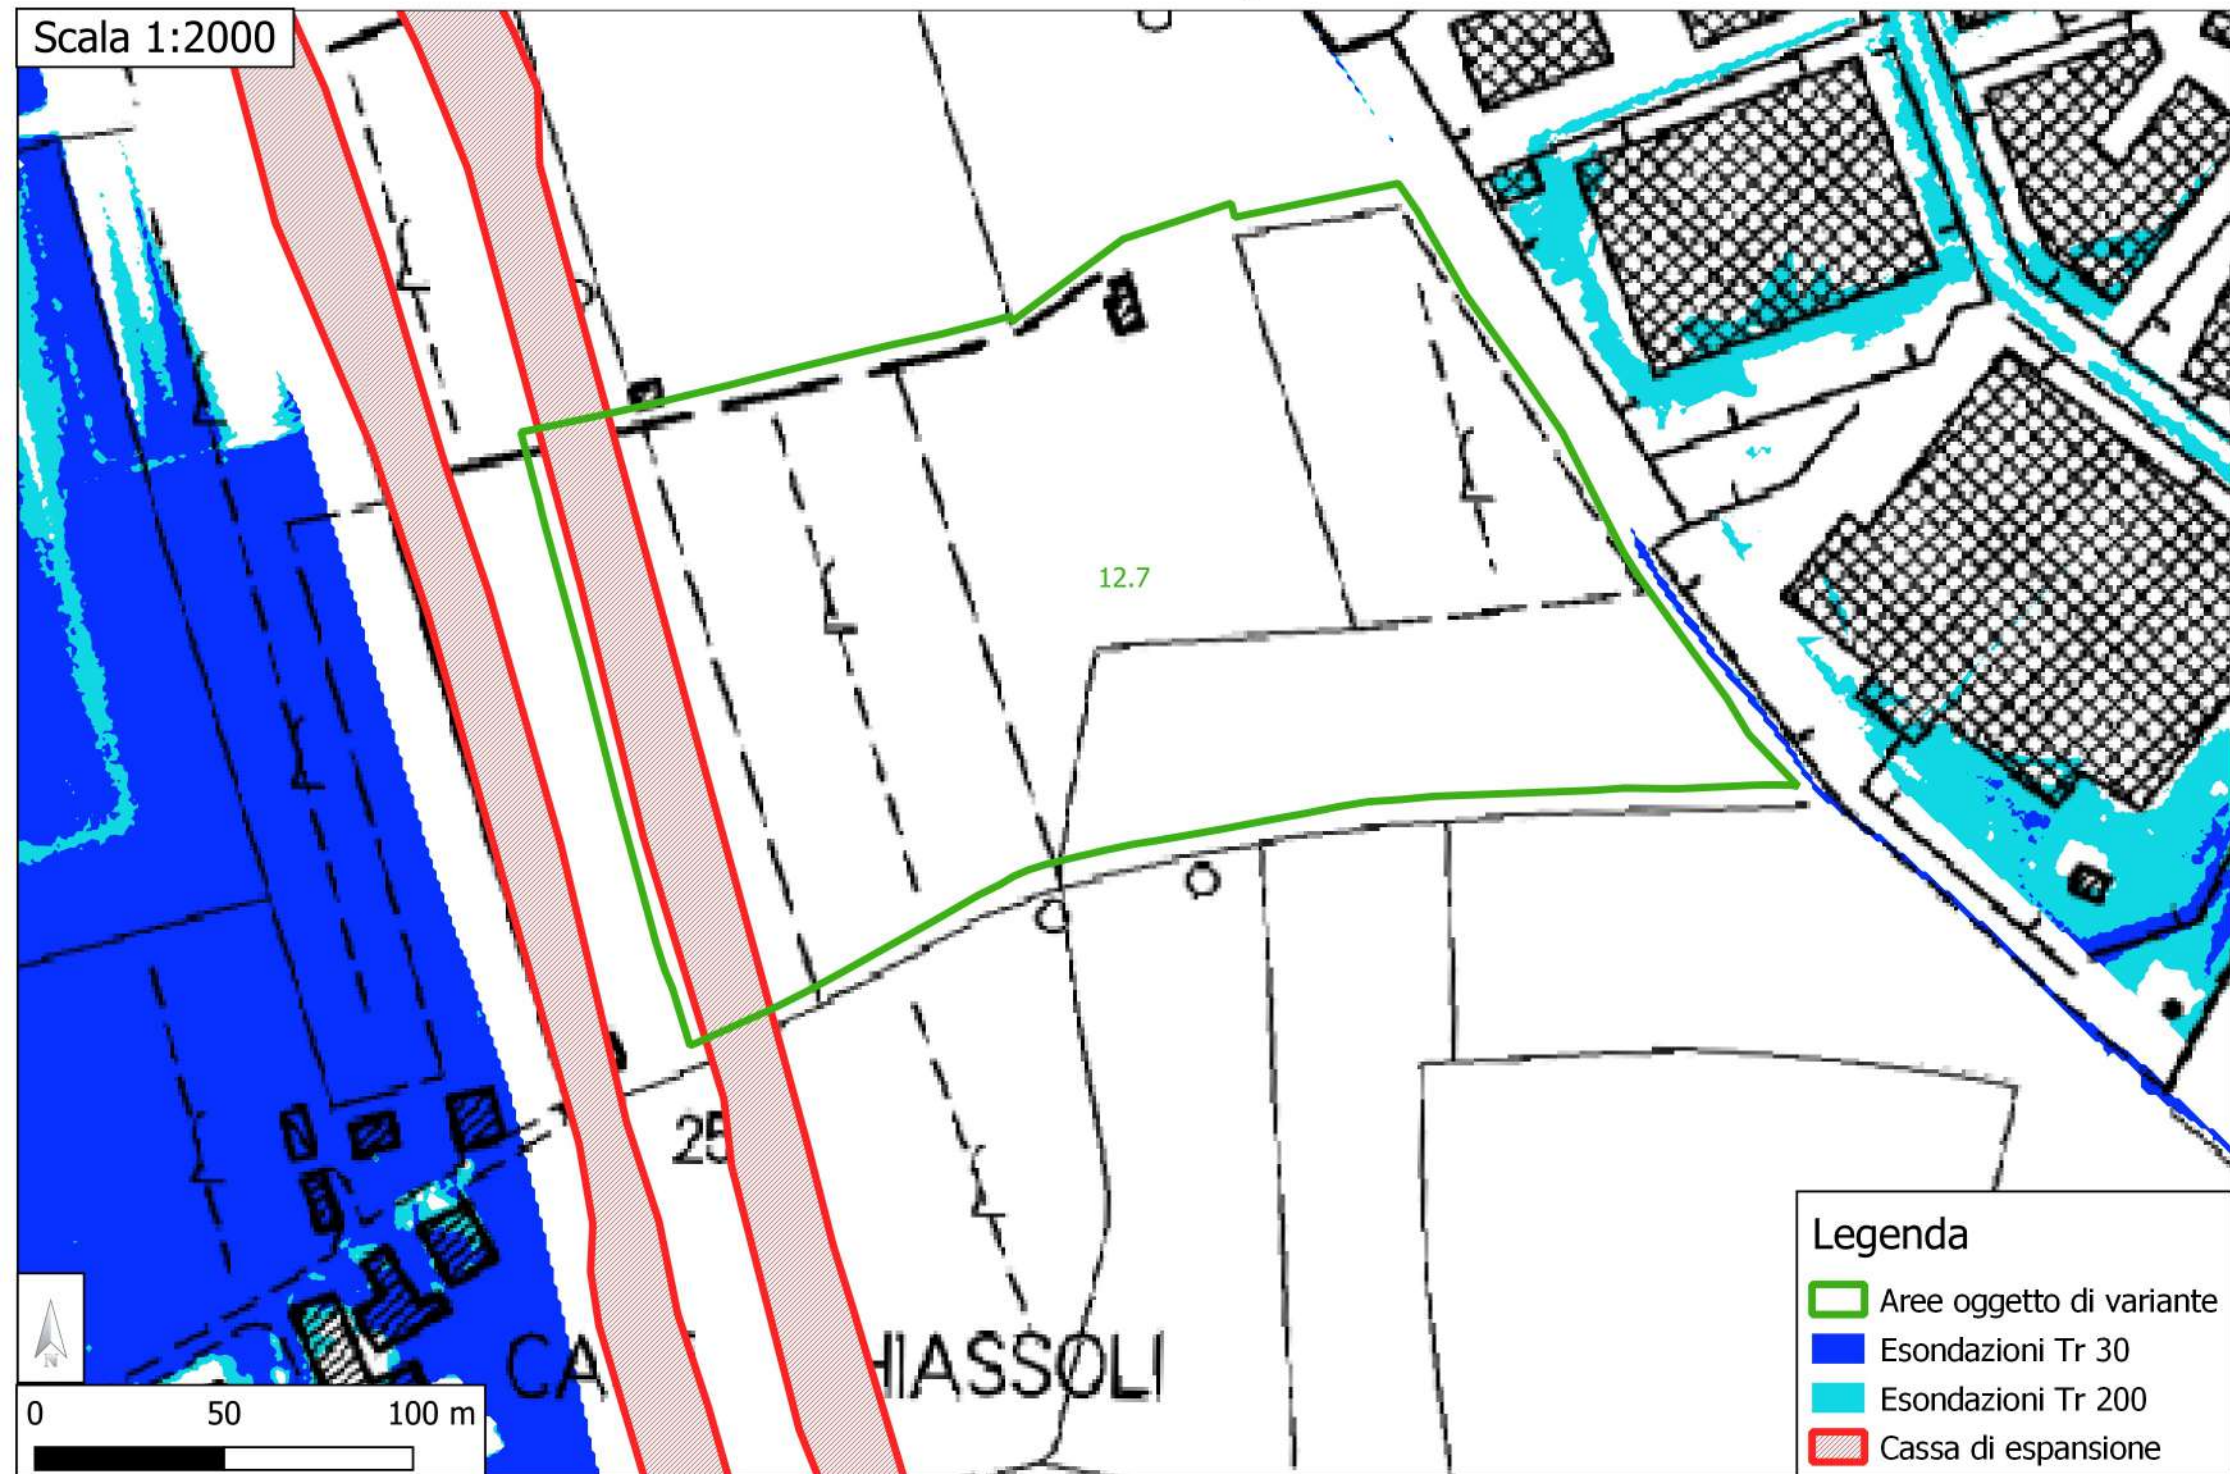 Scala 1:2000
12.7
25
CA
HIASSOLI
N
0 50 100 m
Legenda
Aree oggetto di variante
Esondazioni Tr 30
Esondazioni Tr 200
Cassa di espansione